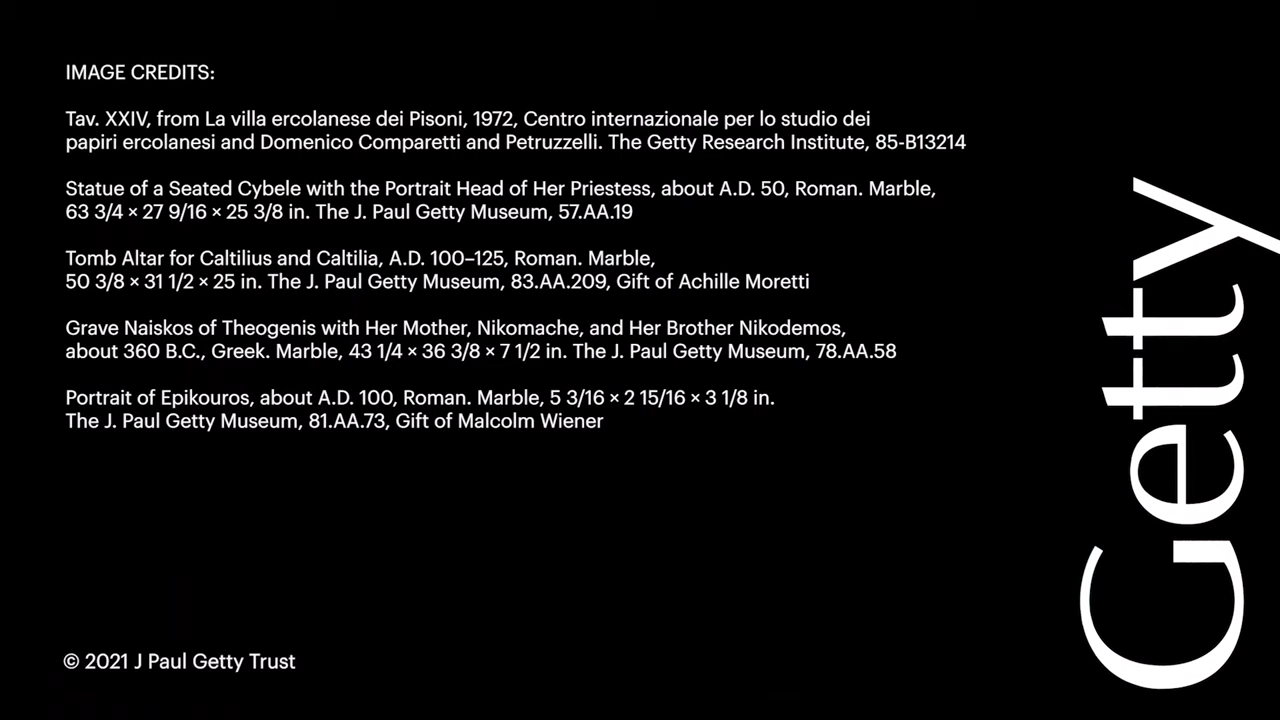 IMAGE CREDITS:
Tav. XXIV, from La villa ercolanese dei Pisoni, 1972, Centro internazionale per lo studio dei
papiri ercolanesi and Domenico Comparetti and Petruzzelli. The Getty Research Institute, 85-B13214
Statue of a Seated Cybele with the Portrait Head of Her Priestess, about A.D. 50, Roman. Marble,
63 3/4 × 27 9/16 × 25 3/8 in. The J. Paul Getty Museum, 57.AA.19
Tomb Altar for Caltilius and Caltilia, A.D. 100–125, Roman. Marble,
50 3/8 × 31 1/2 × 25 in. The J. Paul Getty Museum, 83.AA.209, Gift of Achille Moretti
Grave Naiskos of Theogenis with Her Mother, Nikomache, and Her Brother Nikodemos,
about 360 B.C., Greek. Marble, 43 1/4 × 36 3/8 × 7 1/2 in. The J. Paul Getty Museum, 78.AA.58
Portrait of Epikouros, about A.D. 100, Roman. Marble, 5 3/16 × 2 15/16 × 3 1/8 in.
The J. Paul Getty Museum, 81.AA.73, Gift of Malcolm Wiener
© 2021 J Paul Getty Trust
Getty